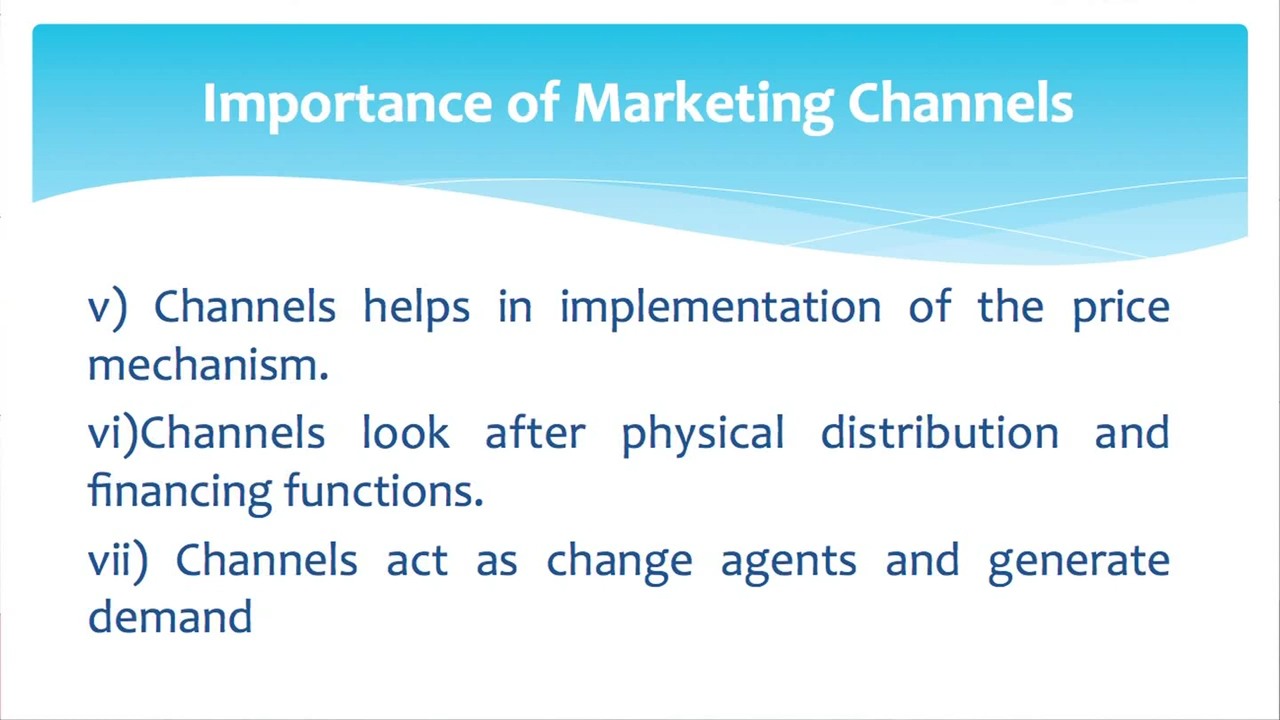 Importance of Marketing Channels
v) Channels helps in implementation of the price
mechanism.
vi)Channels look after physical distribution and
financing functions.
vii) Channels act as change agents and generate
demand